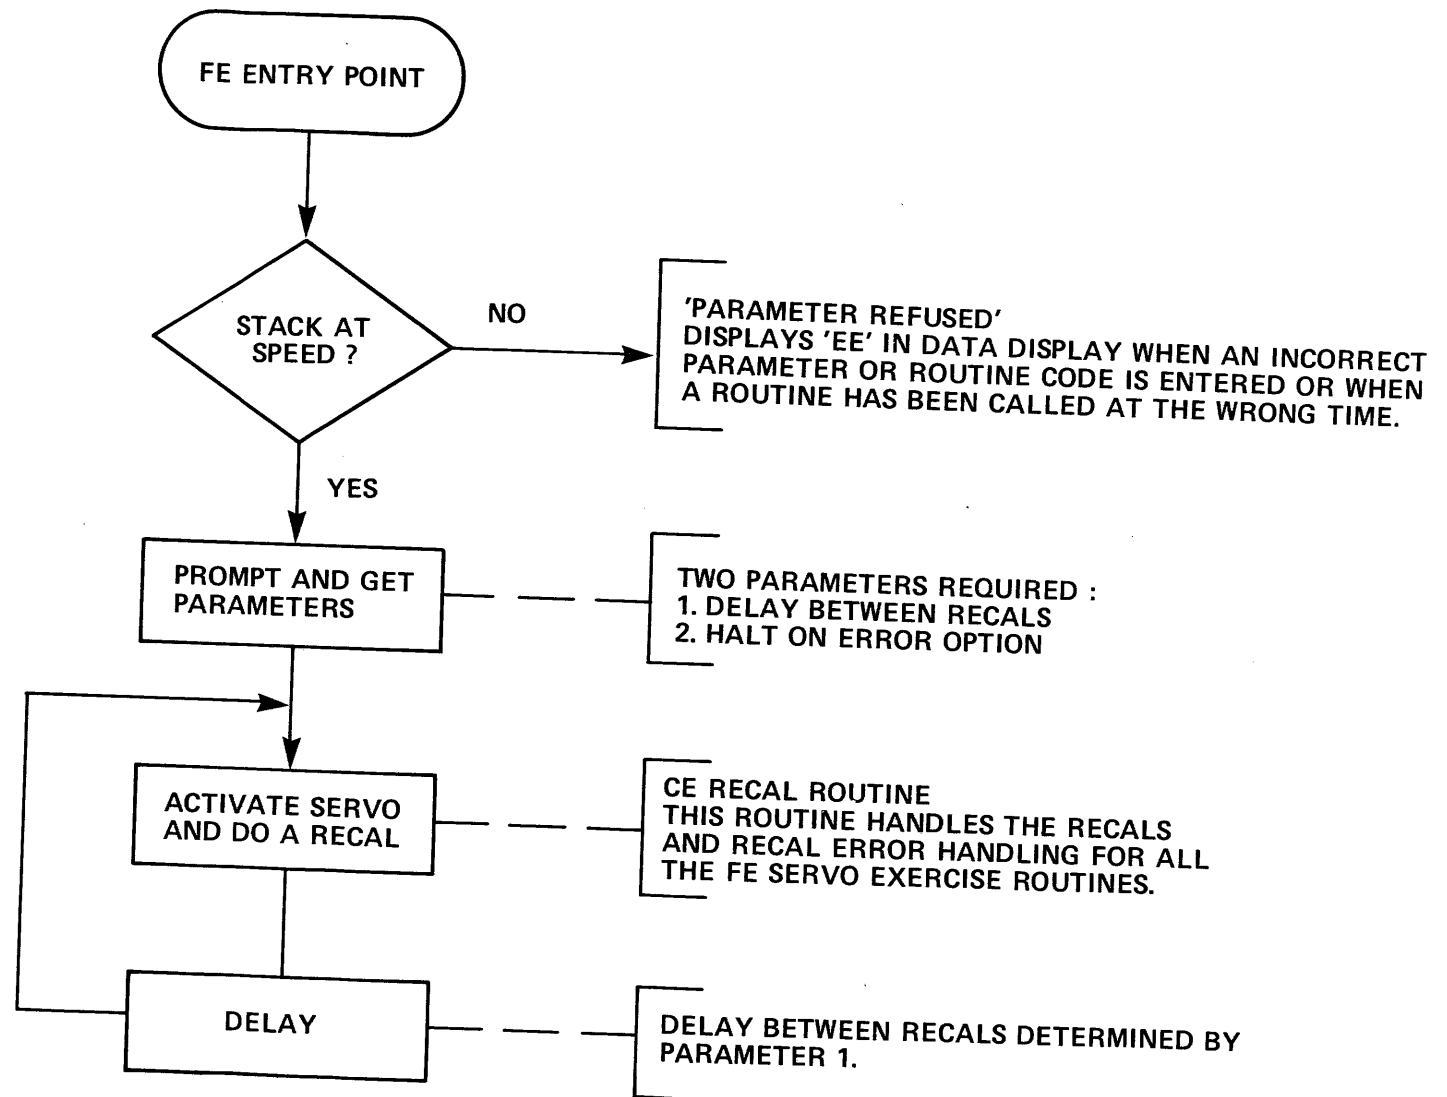 FE ENTRY POINT
STACK AT
SPEED ?
NO
'PARAMETER REFUSED'
DISPLAYS 'EE' IN DATA DISPLAY WHEN AN INCORRECT
PARAMETER OR ROUTINE CODE IS ENTERED OR WHEN
A ROUTINE HAS BEEN CALLED AT THE WRONG TIME.
YES
PROMPT AND GET
PARAMETERS
TWO PARAMETERS REQUIRED :
1. DELAY BETWEEN RECALS
2. HALT ON ERROR OPTION
ACTIVATE SERVO
AND DO A RECAL
CE RECAL ROUTINE
THIS ROUTINE HANDLES THE RECALS
AND RECAL ERROR HANDLING FOR ALL
THE FE SERVO EXERCISE ROUTINES.
DELAY
DELAY BETWEEN RECALS DETERMINED BY
PARAMETER 1.